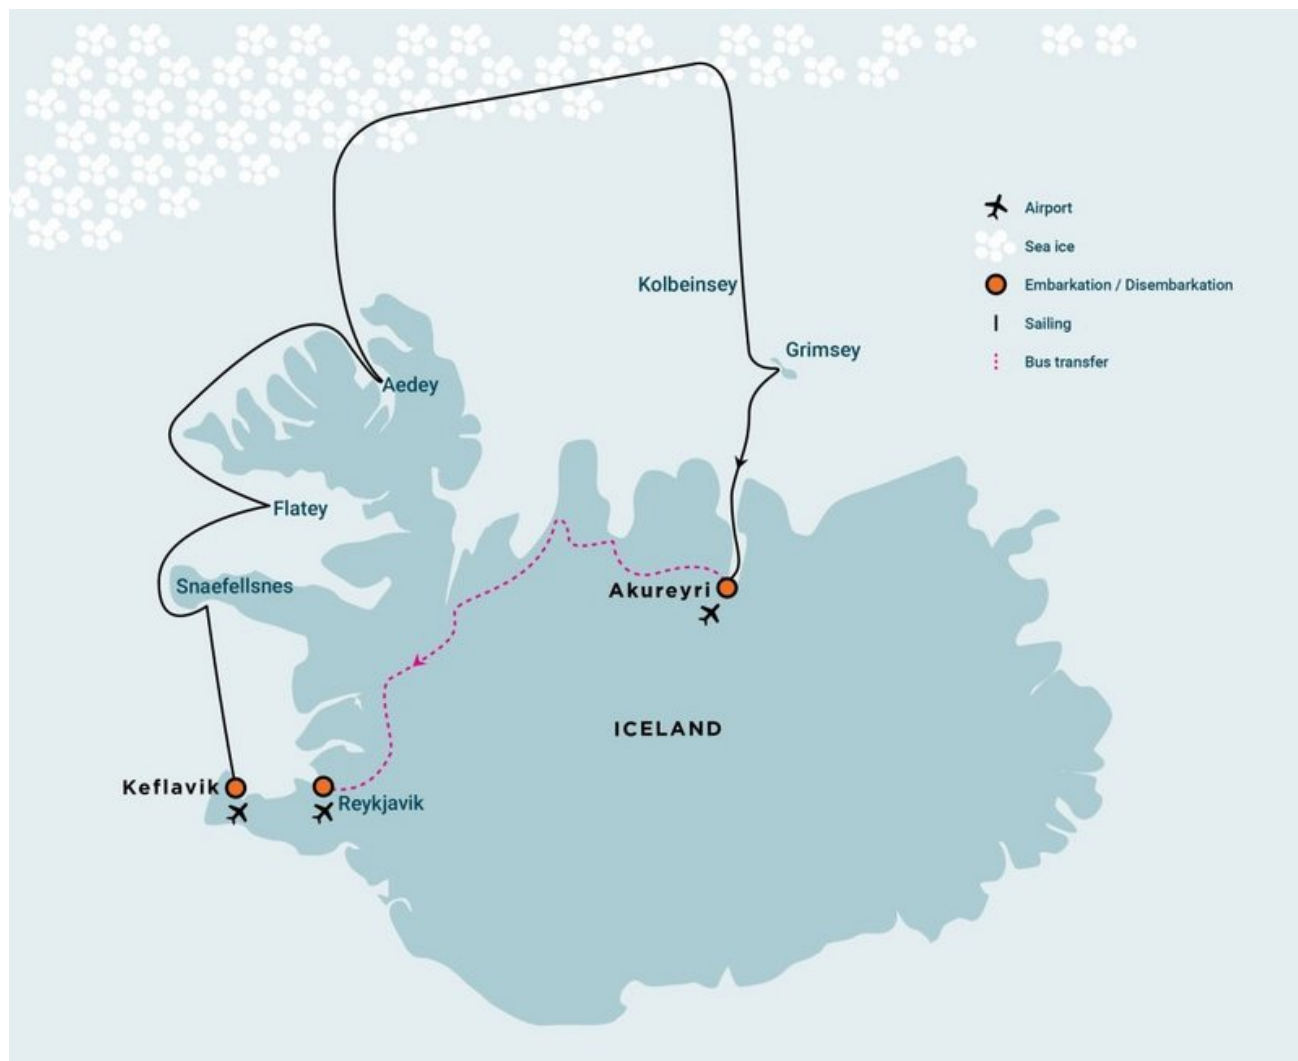 Airport
Sea ice
Kolbeinsey
Embarkation / Disembarkation
Sailing
Grimsey
Bus transfer
Aedey
Flatey
Snaefellsnes
Akureyri
ICELAND
Keflavik
Reykjavik